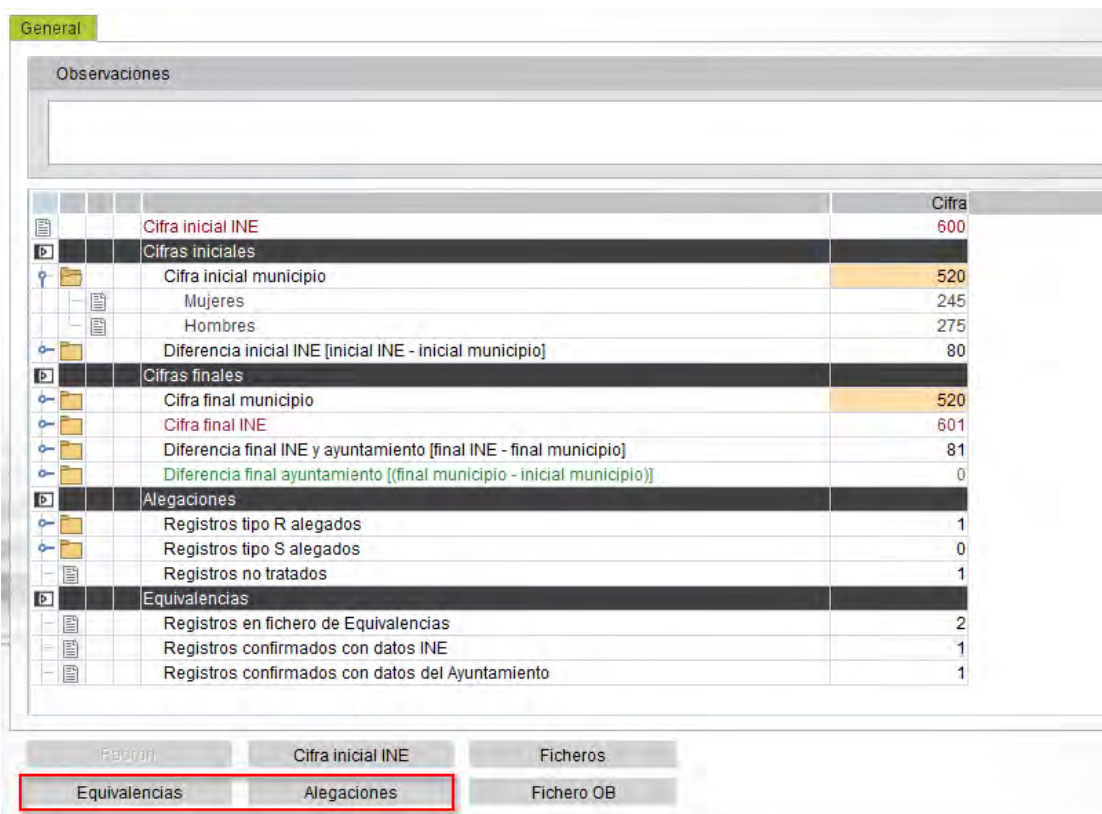 General
Observaciones
Cifra
Cifra inicial INE 600
Cifras iniciales
Cifra inicial municipio 520
Mujeres 245
Hombres 275
Diferencia inicial INE [inicial INE - inicial municipio] 80
Cifras finales
Cifra final municipio 520
Cifra final INE 601
Diferencia final INE y ayuntamiento [final INE - final municipio] 81
Diferencia final ayuntamiento [(final municipio - inicial municipio)] 0
Alegaciones
Registros tipo R alegados 1
Registros tipo S alegados 0
Registros no tratados 1
Equivalencias
Registros en fichero de Equivalencias 2
Registros confirmados con datos INE 1
Registros confirmados con datos del Ayuntamiento 1
Padrón Cifra inicial INE Ficheros
Equivalencias Alegaciones Fichero OB